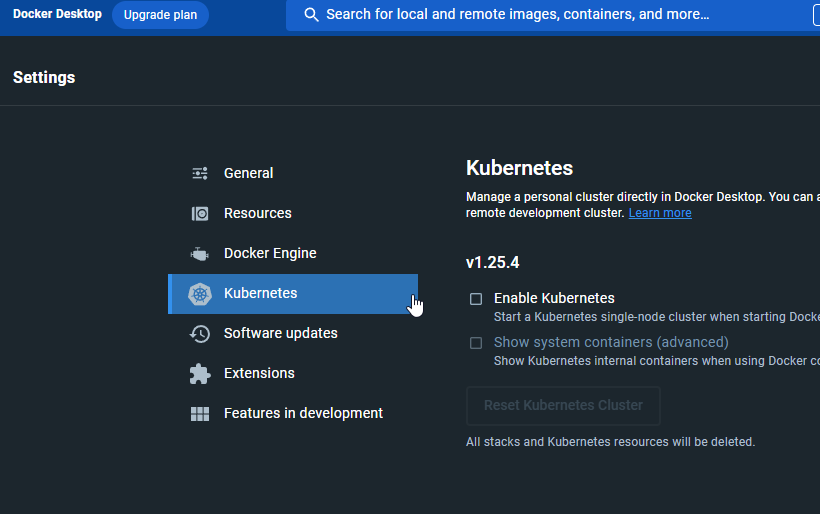 Docker Desktop Upgrade plan Search for local and remote images, containers, and more...
Settings
General
Resources
Docker Engine
Kubernetes
Software updates
Extensions
Features in development
Kubernetes
Manage a personal cluster directly in Docker Desktop. You can a
remote development cluster. Learn more
v1.25.4
Enable Kubernetes
Start a Kubernetes single-node cluster when starting Docke
Show system containers (advanced)
Show Kubernetes internal containers when using Docker co
Reset Kubernetes Cluster
All stacks and Kubernetes resources will be deleted.